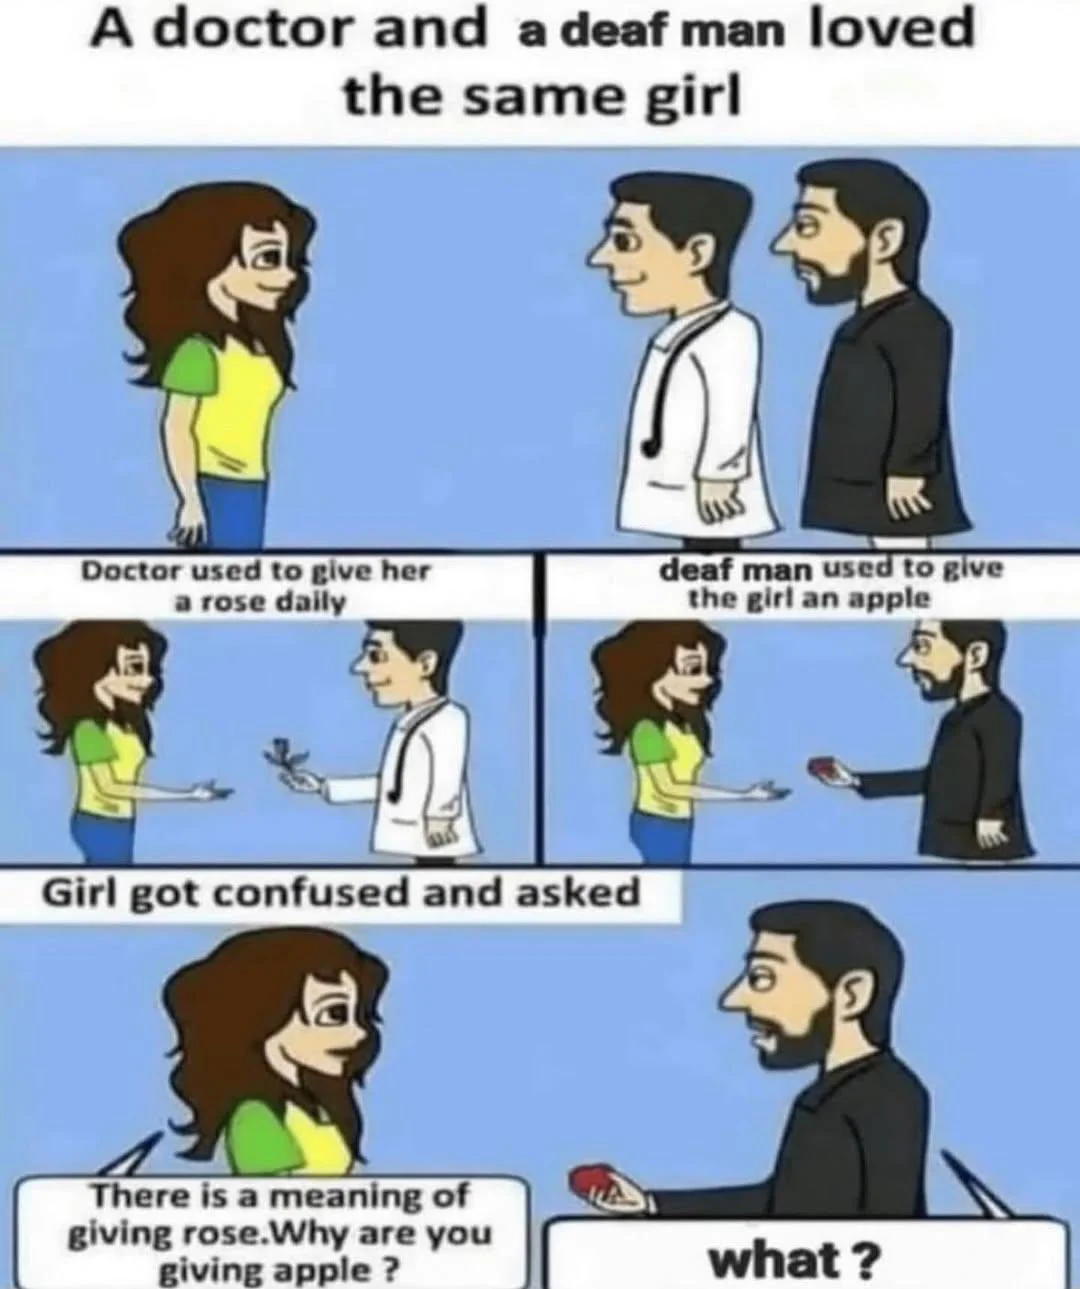 A doctor and a deaf man loved
the same girl
Doctor used to give her
a rose daily
deaf man used to give
the girl an apple
Girl got confused and asked
There is a meaning of
giving rose.Why are you
giving apple ?
what ?